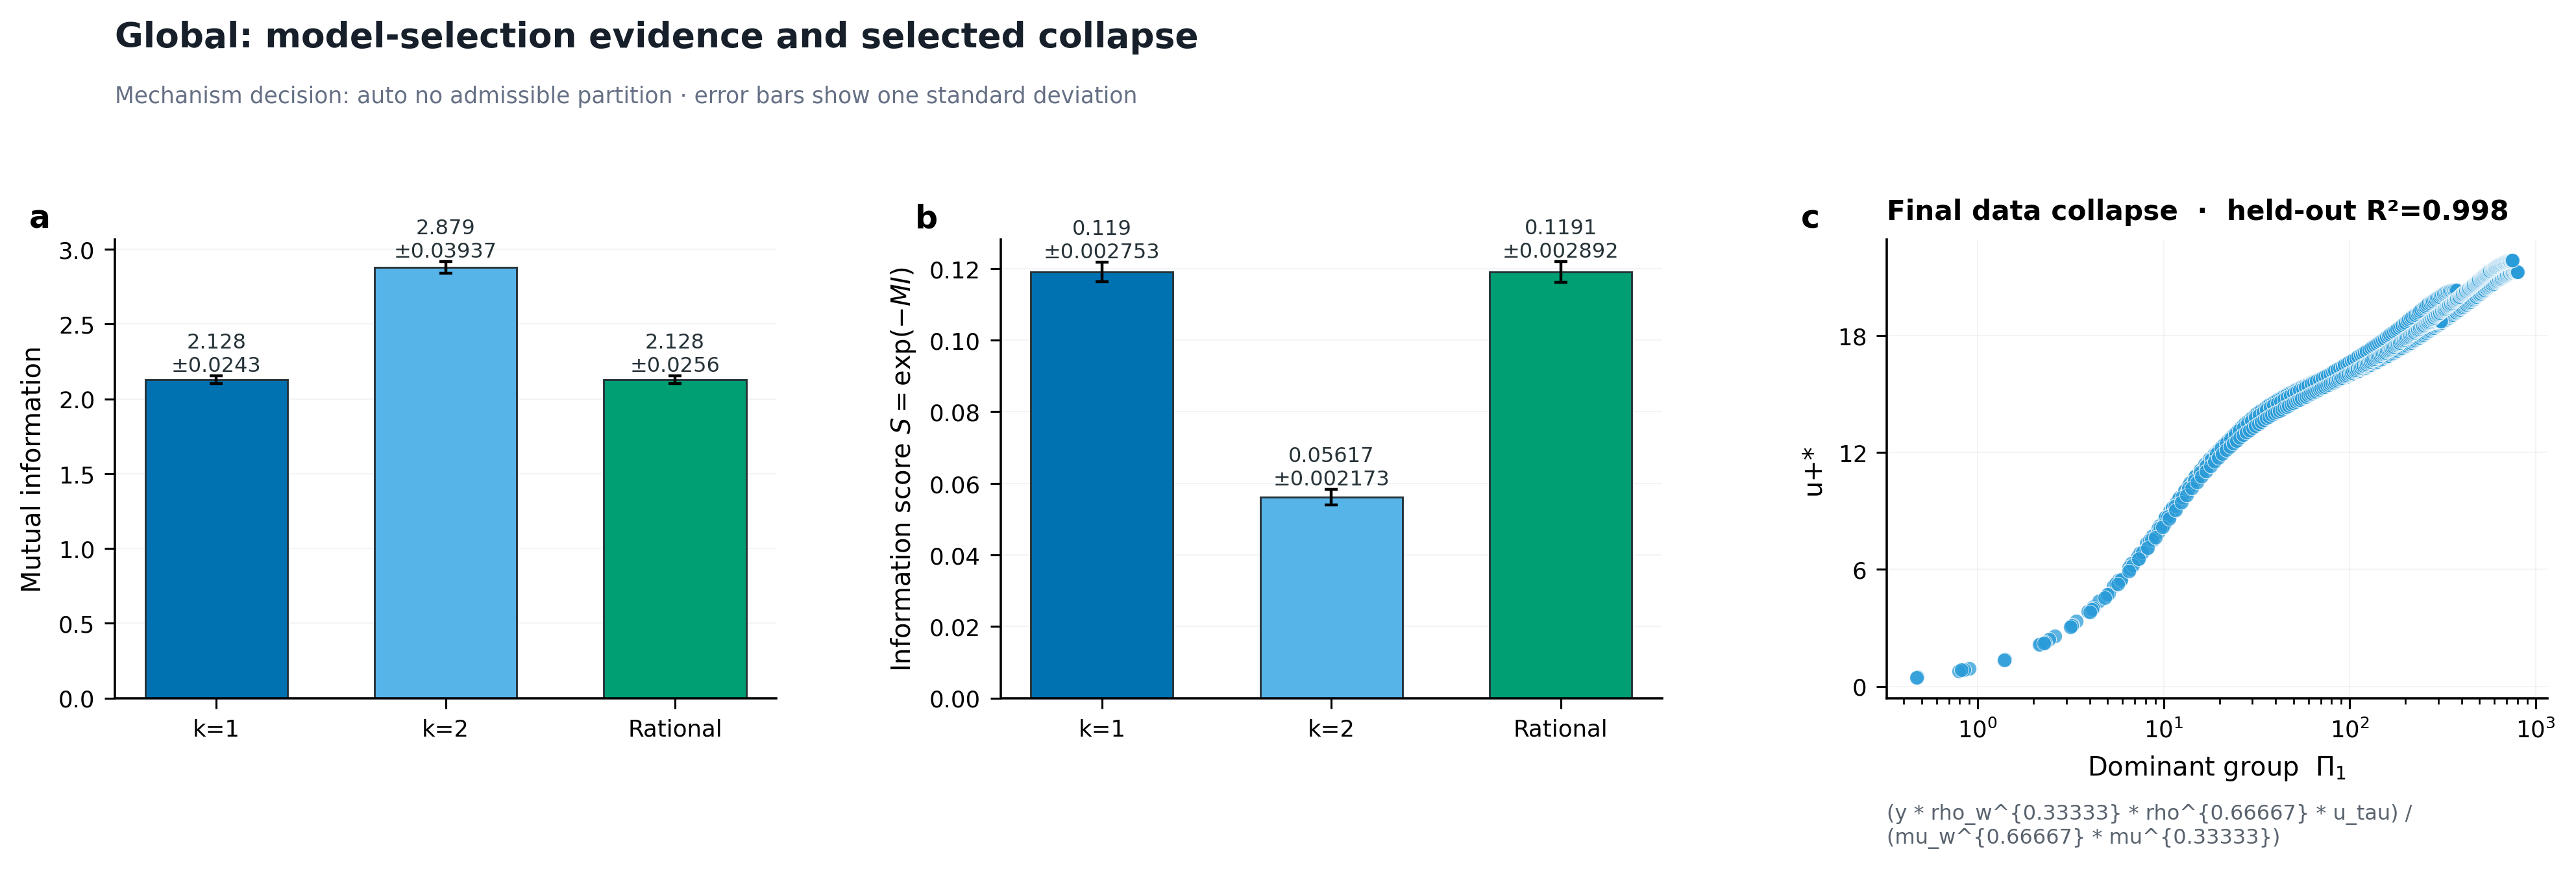 Global: model-selection evidence and selected collapse
Mechanism decision: auto no admissible partition · error bars show one standard deviation
a
Mutual information
3.0
2.5
2.0
1.5
1.0
0.5
0.0
2.128
±0.0243
2.879
±0.03937
2.128
±0.0256
k=1
k=2
Rational
b
Information score S = exp(−MI)
0.12
0.10
0.08
0.06
0.04
0.02
0.00
0.119
±0.002753
0.05617
±0.002173
0.1191
±0.002892
k=1
k=2
Rational
c
Final data collapse · held-out R²=0.998
u+*
18
12
6
0
10⁰
10¹
10²
10³
Dominant group Π₁
(y * rho_w^{0.33333} * rho^{0.66667} * u_tau) /
(mu_w^{0.66667} * mu^{0.33333})